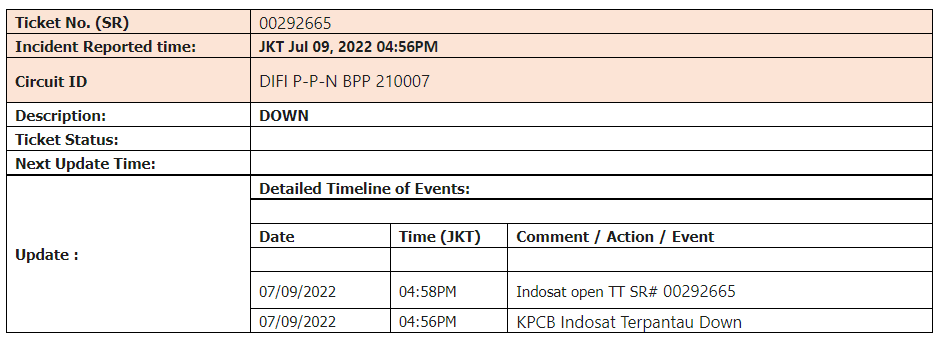 Ticket No. (SR) 00292665
Incident Reported time: JKT Jul 09, 2022 04:56PM
Circuit ID DIFI P-P-N BPP 210007
Description: DOWN
Ticket Status:
Next Update Time:
Update :
Detailed Timeline of Events:
Date Time (JKT) Comment / Action / Event
07/09/2022 04:58PM Indosat open TT SR# 00292665
07/09/2022 04:56PM KPCB Indosat Terpantau Down